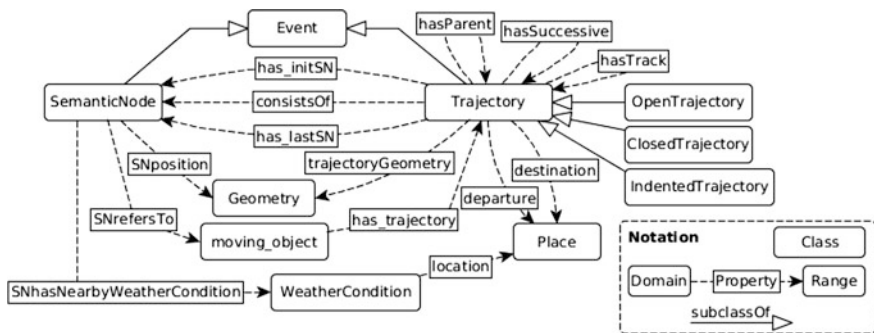 Event
hasParent
hasSuccessive
hasTrack
has_initSN
SemanticNode
consistsOf
Trajectory
OpenTrajectory
has_lastSN
ClosedTrajectory
SNposition
trajectoryGeometry
destination
IndentedTrajectory
Geometry
departure
SNrefersTo
has_trajectory
moving_object
Place
Notation
Class
location
Domain
Property
Range
SNhasNearbyWeatherCondition
WeatherCondition
subclassOf